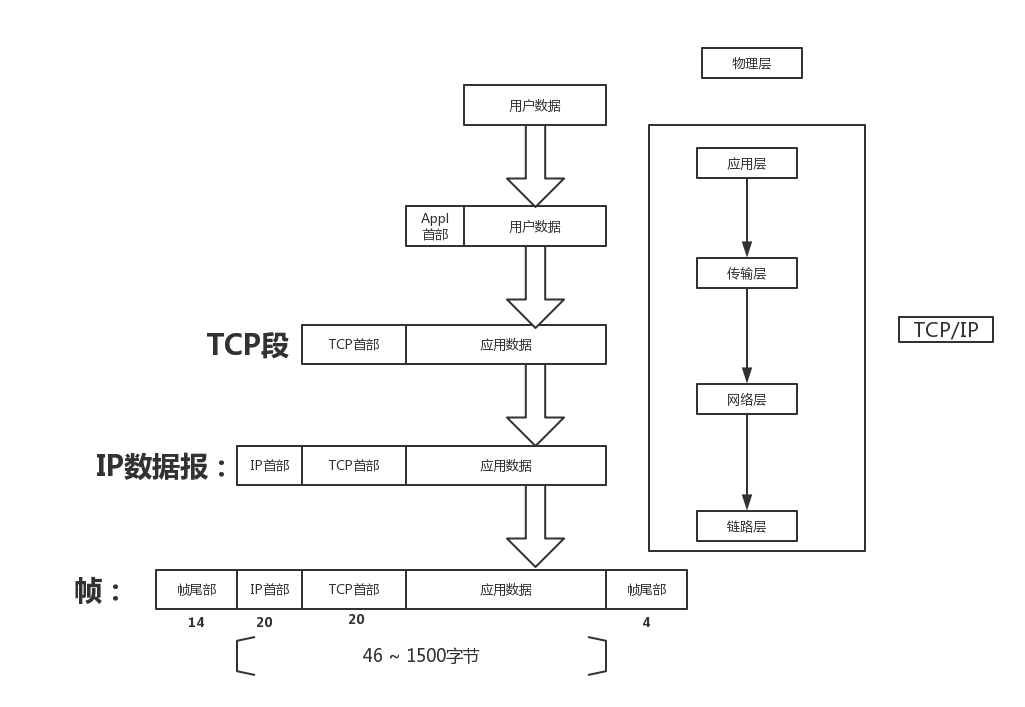 物理层
用户数据
应用层
Appl
首部
用户数据
传输层
TCP段
TCP首部
应用数据
TCP/IP
网络层
IP数据报：
IP首部
TCP首部
应用数据
链路层
帧：
帧尾部
IP首部
TCP首部
应用数据
帧尾部
14
20
20
4
46 ~ 1500字节